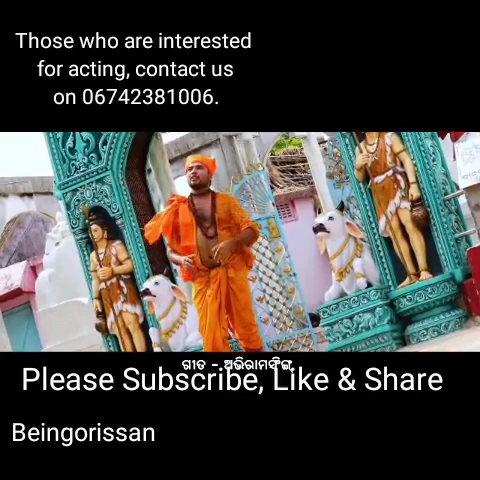 Those who are interested
for acting, contact us
on 06742381006.
ଗୀତ - ଅଭିରାମସିଂଙ୍କ
Please Subscribe, Like & Share
Beingorissan